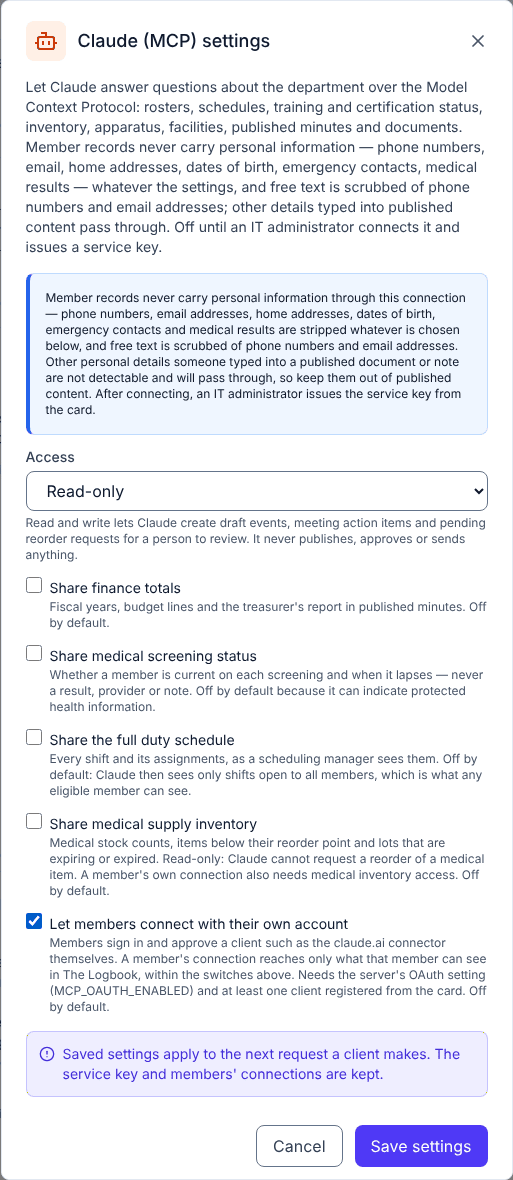 Claude (MCP) settings
Let Claude answer questions about the department over the Model
Context Protocol: rosters, schedules, training and certification status,
inventory, apparatus, facilities, published minutes and documents.
Member records never carry personal information — phone numbers,
email, home addresses, dates of birth, emergency contacts, medical
results — whatever the settings, and free text is scrubbed of phone
numbers and email addresses; other details typed into published
content pass through. Off until an IT administrator connects it and
issues a service key.
Member records never carry personal information through this connection
— phone numbers, email addresses, home addresses, dates of birth,
emergency contacts and medical results are stripped whatever is chosen
below, and free text is scrubbed of phone numbers and email addresses.
Other personal details someone typed into a published document or note
are not detectable and will pass through, so keep them out of published
content. After connecting, an IT administrator issues the service key from
the card.
Access
Read-only
Read and write lets Claude create draft events, meeting action items and pending
reorder requests for a person to review. It never publishes, approves or sends
anything.
Share finance totals
Fiscal years, budget lines and the treasurer's report in published minutes. Off
by default.
Share medical screening status
Whether a member is current on each screening and when it lapses — never
a result, provider or note. Off by default because it can indicate protected
health information.
Share the full duty schedule
Every shift and its assignments, as a scheduling manager sees them. Off by
default: Claude then sees only shifts open to all members, which is what any
eligible member can see.
Share medical supply inventory
Medical stock counts, items below their reorder point and lots that are
expiring or expired. Read-only: Claude cannot request a reorder of a medical
item. A member's own connection also needs medical inventory access. Off
by default.
Let members connect with their own account
Members sign in and approve a client such as the claude.ai connector
themselves. A member's connection reaches only what that member can see
in The Logbook, within the switches above. Needs the server's OAuth setting
(MCP_OAUTH_ENABLED) and at least one client registered from the card. Off
by default.
Saved settings apply to the next request a client makes. The
service key and members' connections are kept.
Cancel
Save settings